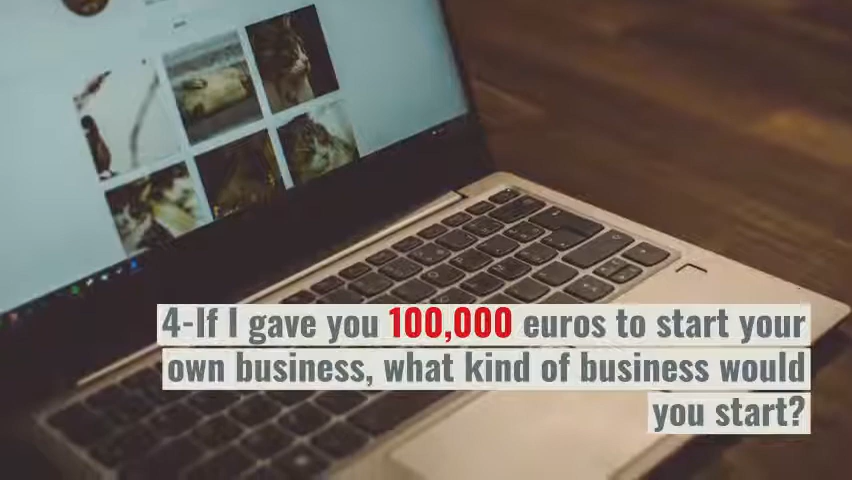 4-If I gave you 100,000 euros to start your
own business, what kind of business would
you start?